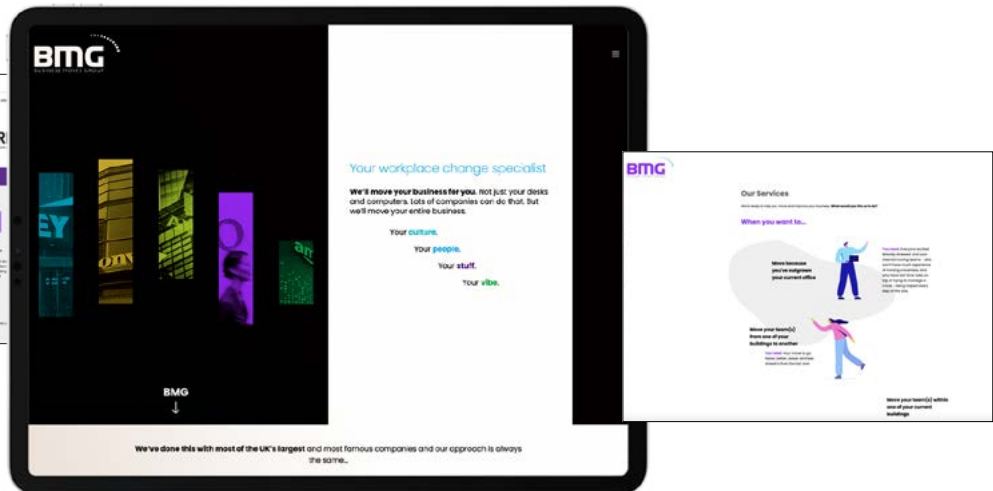 BMG
BUSINESS MOVES GROUP
EY
Your workplace change specialist
We'll move your business for you. Not just your desks
and computers. Lots of companies can do that. But
we'll move your entire business.
Your culture.
Your people.
Your stuff.
Your vibe.
BMG
We've done this with most of the UK's largest and most famous companies and our approach is always
the same...
BMG
Our Services
When you want to...
Move because
you've outgrown
your current office
Move your team(s)
from one of your
buildings to another
Move your team(s) within
one of your current
buildings